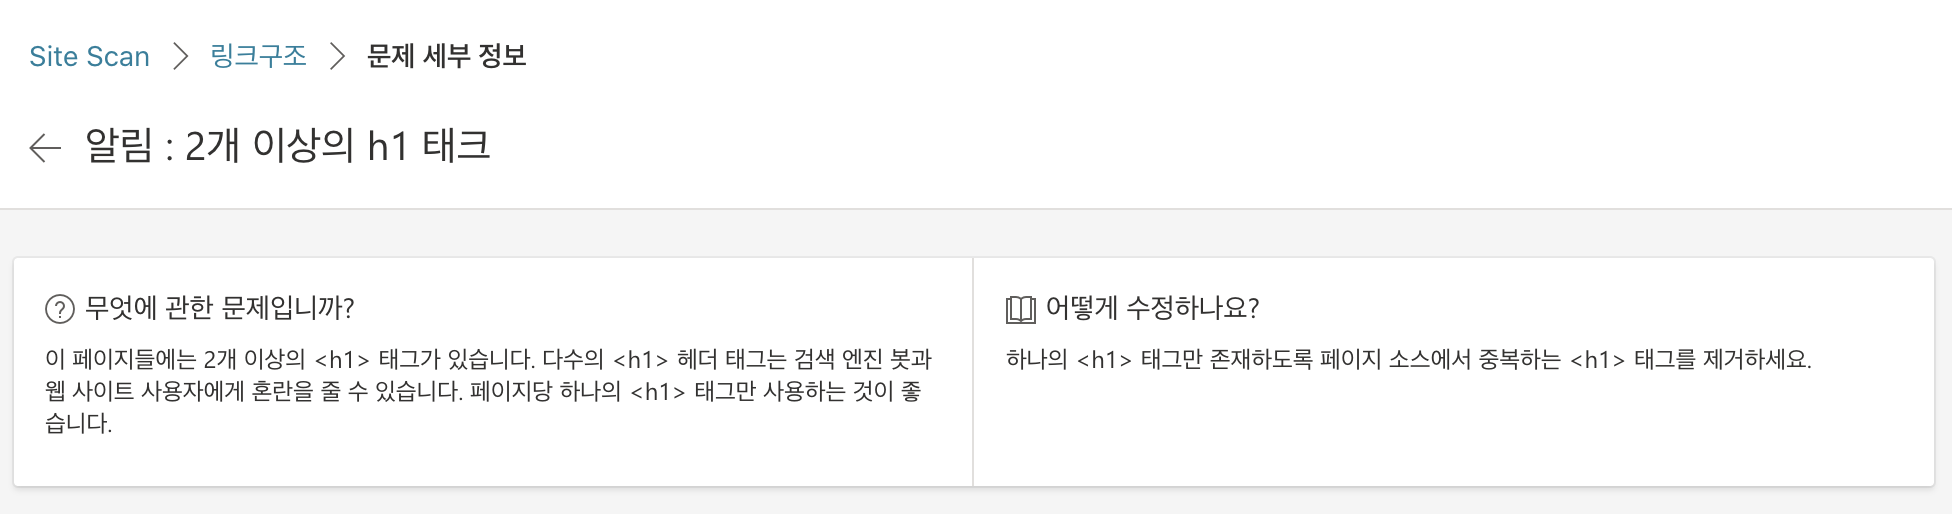 Site Scan > 링크구조 > 문제 세부 정보
← 알림 : 2개 이상의 h1 태크
무엇에 관한 문제입니까?
이 페이지들에는 2개 이상의 <h1> 태그가 있습니다. 다수의 <h1> 헤더 태그는 검색 엔진 봇과
웹 사이트 사용자에게 혼란을 줄 수 있습니다. 페이지당 하나의 <h1> 태그만 사용하는 것이 좋
습니다.
어떻게 수정하나요?
하나의 <h1> 태그만 존재하도록 페이지 소스에서 중복하는 <h1> 태그를 제거하세요.